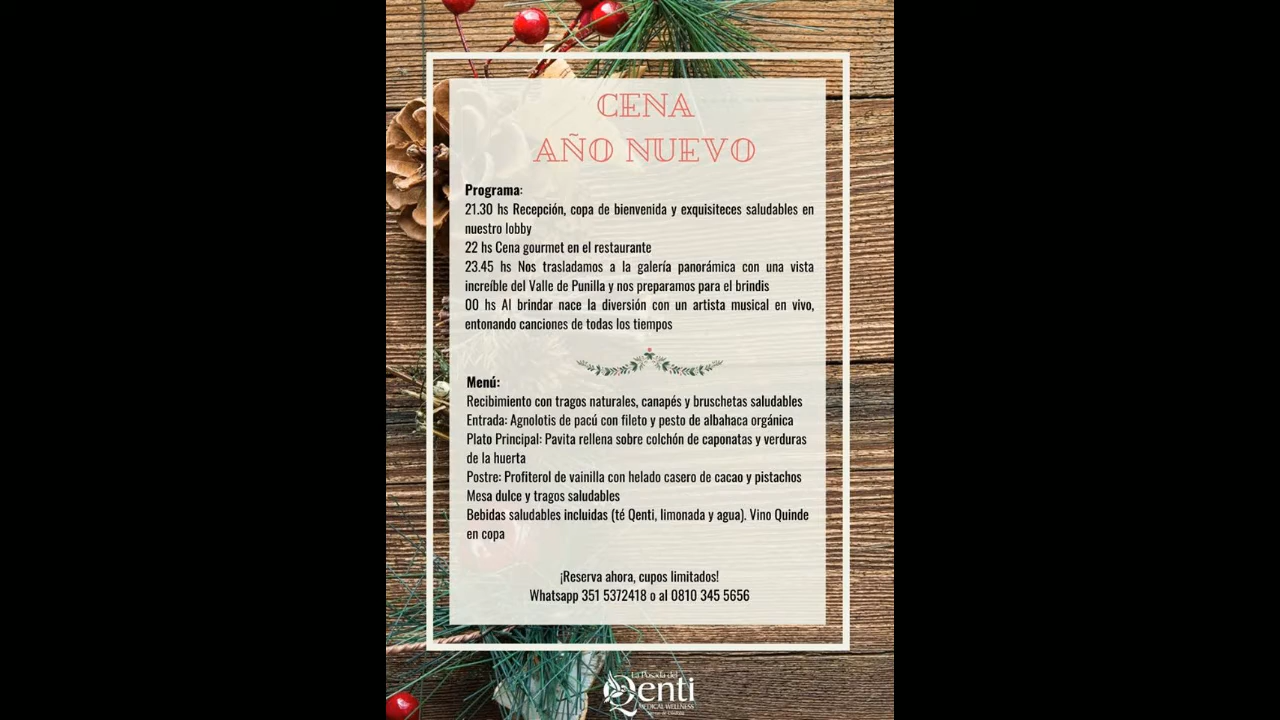 CENA
AÑO NUEVO
Programa:
21.30 hs Recepción, copa de bienvenida y exquisiteces saludables en
nuestro lobby
22 hs Cena gourmet en el restaurante
23.45 hs Nos trasladamos a la galería panorámica con una vista
increíble del Valle de Punilla y nos preparamos para el brindis
00 hs Al brindar nace la diversión con un artista musical en vivo,
entonando canciones de todas los tiempos
Menú:
Recibimiento con tragos naturales, canapés y bruschetas saludables
Entrada: Agnolotis de pacú con fileto y pesto de albahaca orgánica
Plato Principal: Pavita rellena sobre colchón de caponatas y verduras
de la huerta
Postre: Profiterol de vainilla con helado casero de cacao y pistachos
Mesa dulce y tragos saludables
Bebidas saludables incluidas (té Qenti, limonada y agua). Vino Quinde
en copa
¡Reserva ahora, cupos limitados!
Whatsapp 351 5372418 o al 0810 345 5656
La Posada del
Qenti
MEDICAL WELLNESS